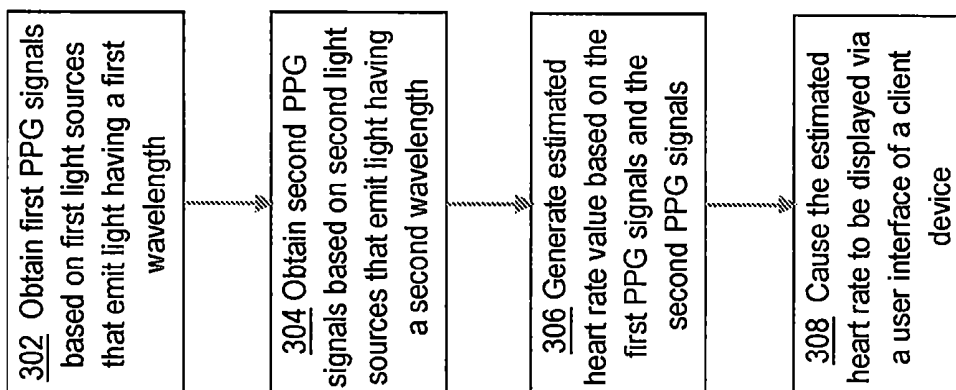 302 Obtain first PPG signals
based on first light sources
that emit light having a first
wavelength
304 Obtain second PPG
signals based on second light
sources that emit light having
a second wavelength
306 Generate estimated
heart rate value based on the
first PPG signals and the
second PPG signals
308 Cause the estimated
heart rate to be displayed via
a user interface of a client
device